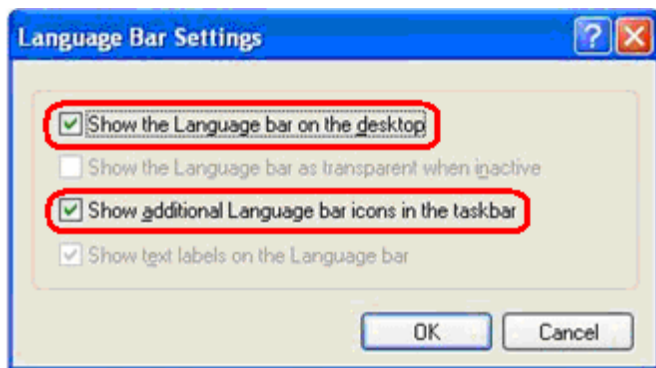 Language Bar Settings
Show the Language bar on the desktop
Show the Language bar as transparent when inactive
Show additional Language bar icons in the taskbar
Show text labels on the Language bar
OK Cancel